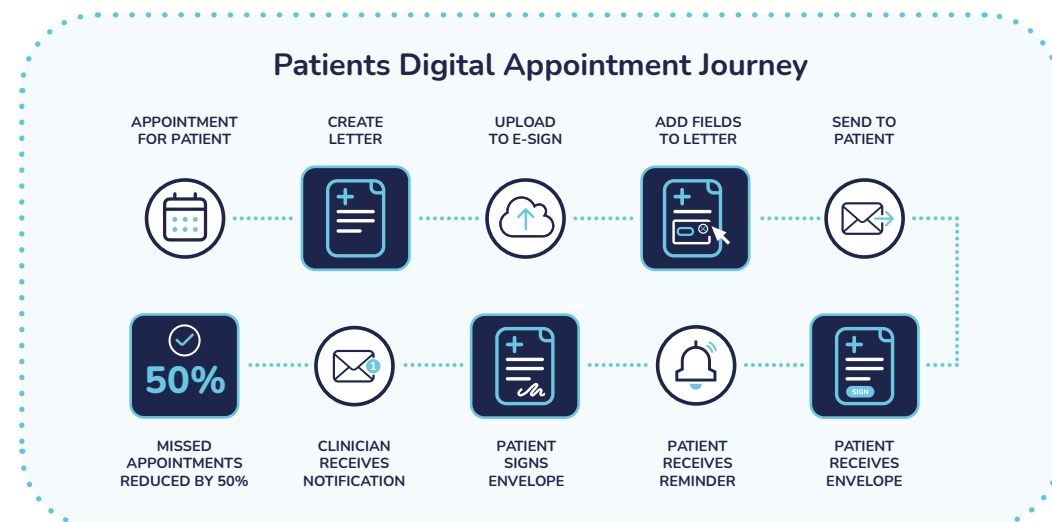 Patients Digital Appointment Journey
APPOINTMENT
FOR PATIENT
CREATE
LETTER
UPLOAD
TO E-SIGN
ADD FIELDS
TO LETTER
SEND TO
PATIENT
50%
1
SIGN
MISSED
APPOINTMENTS
REDUCED BY 50%
CLINICIAN
RECEIVES
NOTIFICATION
PATIENT
SIGNS
ENVELOPE
PATIENT
RECEIVES
REMINDER
PATIENT
RECEIVES
ENVELOPE